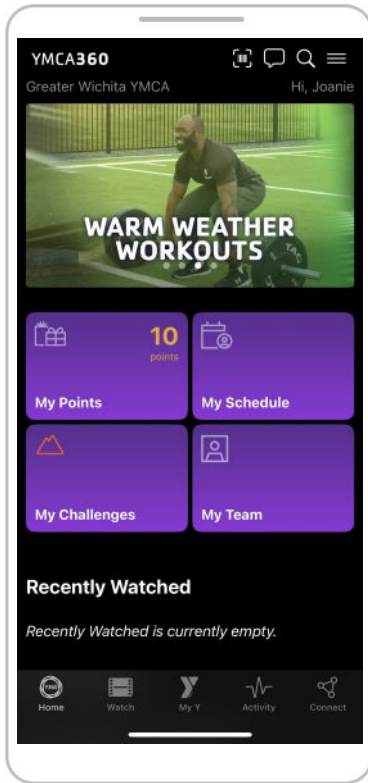 YMCA360
Greater Wichita YMCA
Hi, Joanie
WARM WEATHER
WORKOUTS
10
points
My Points
My Schedule
My Challenges
My Team
Recently Watched
Recently Watched is currently empty.
Y360
Home
Watch
My Y
Activity
Connect